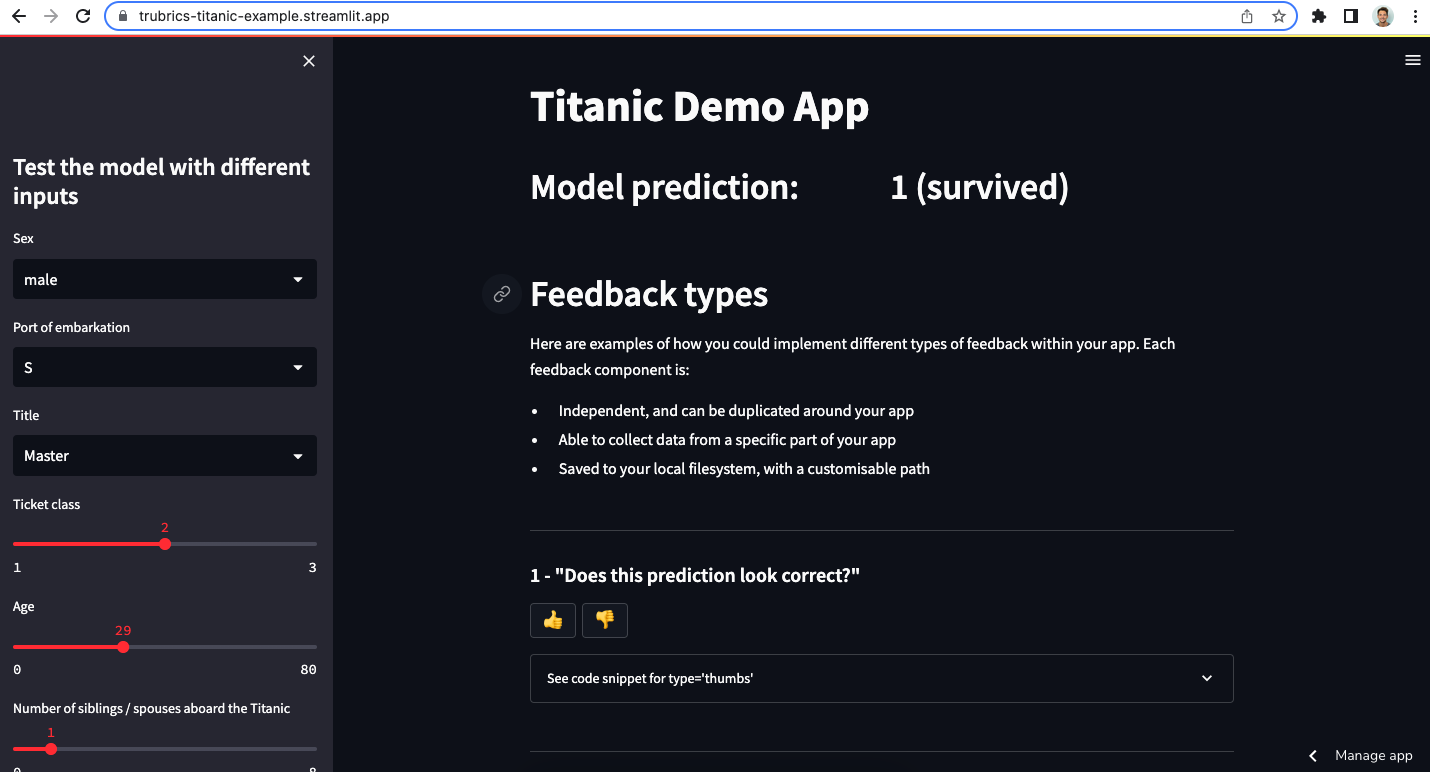 trubrics-titanic-example.streamlit.app
Test the model with different
inputs
Sex
male
Port of embarkation
S
Title
Master
Ticket class
2
1 3
Age
29
0 80
Number of siblings / spouses aboard the Titanic
1
0 8
Titanic Demo App
Model prediction: 1 (survived)
Feedback types
Here are examples of how you could implement different types of feedback within your app. Each
feedback component is:
• Independent, and can be duplicated around your app
• Able to collect data from a specific part of your app
• Saved to your local filesystem, with a customisable path
1 - "Does this prediction look correct?"
👍 👎
See code snippet for type='thumbs'
Manage app